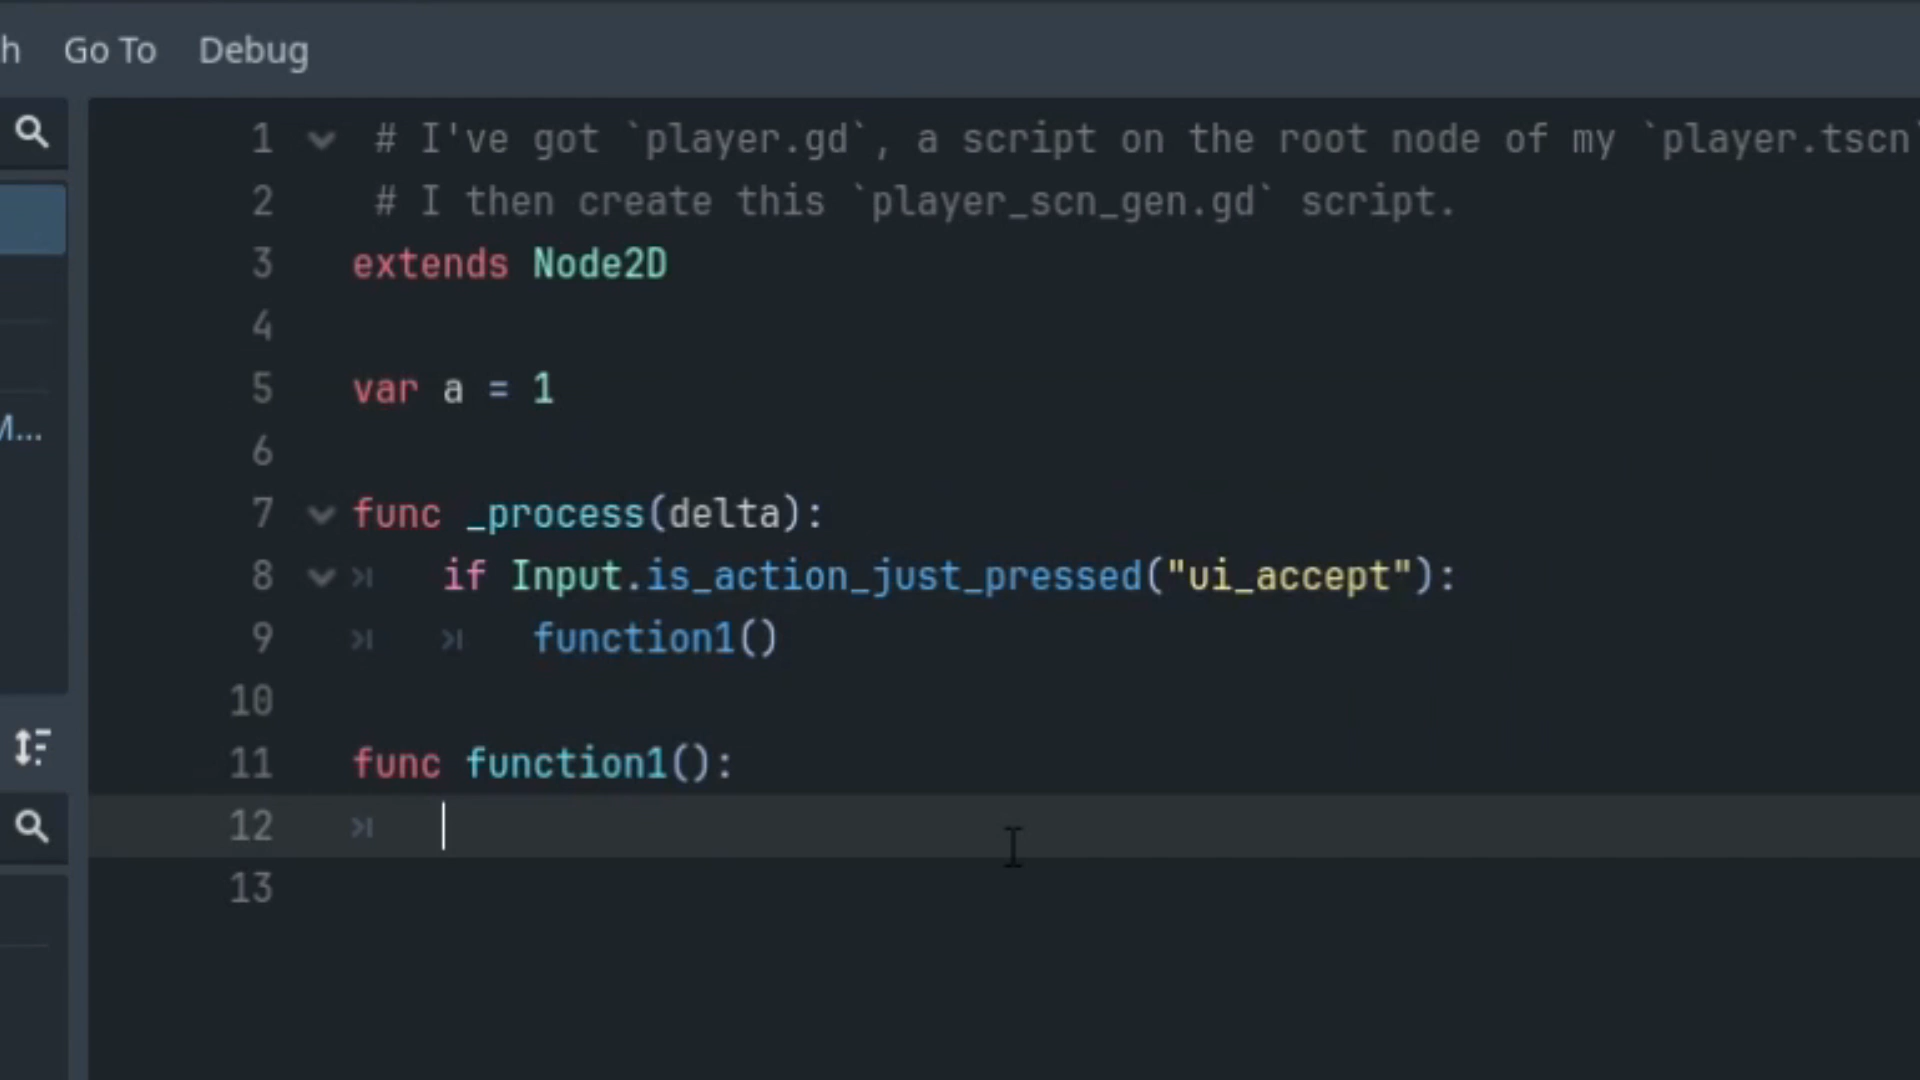 h Go To Debug
1 # I've got `player.gd`, a script on the root node of my `player.tscn`
2 # I then create this `player_scn_gen.gd` script.
3 extends Node2D
4
5 var a = 1
6
7 func _process(delta):
8 if Input.is_action_just_pressed("ui_accept"):
9 function1()
10
11 func function1():
12
13
M...